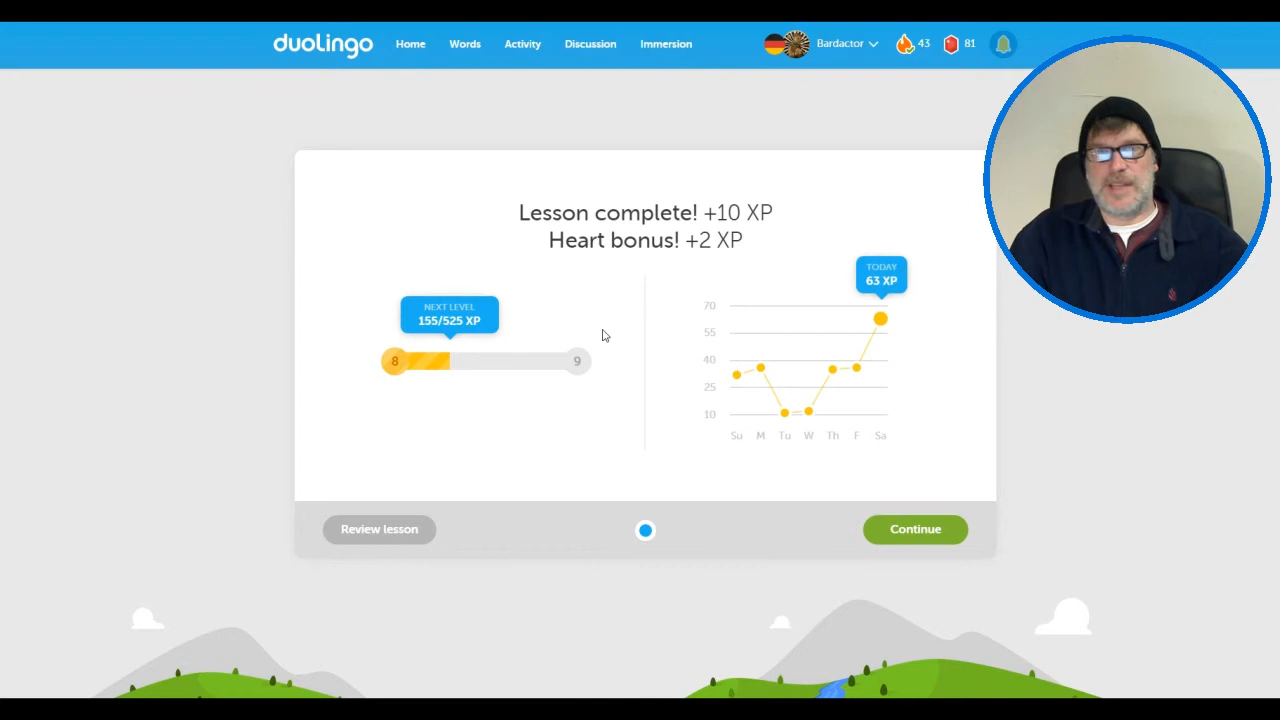 duolingo Home Words Activity Discussion Immersion Bardactor 43 81
Lesson complete! +10 XP
Heart bonus! +2 XP
NEXT LEVEL
155/525 XP
8 9
TODAY
63 XP
70
55
40
25
10
Su M Tu W Th F Sa
Review lesson Continue